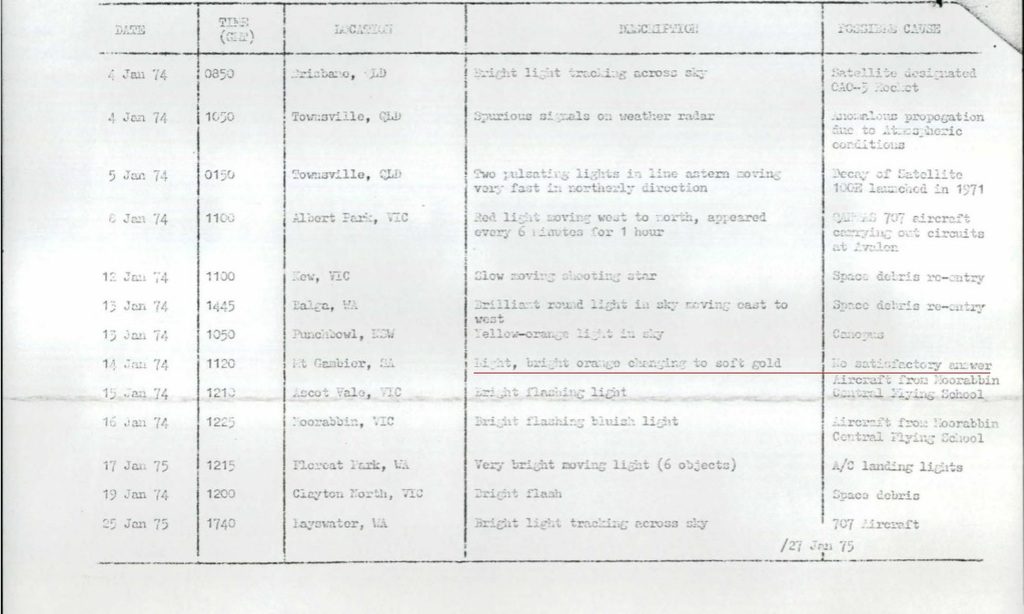 DATE TIME (GMT) LOCATION DESCRIPTION POSSIBLE CAUSE
4 Jan 74 0850 Brisbane, QLD Bright light tracking across sky Satellite designated
OAO-3 Rocket
4 Jan 74 1050 Townsville, QLD Spurious signals on weather radar Anomalous propogation
due to Atmospheric
conditions
5 Jan 74 0150 Townsville, QLD Two pulsating lights in line astern moving Decay of Satellite
very fast in northerly direction launched in 1971
8 Jan 74 1100 Albert Park, VIC Red light moving west to north, appeared QANTAS 707 aircraft
every 6 minutes for 1 hour carrying out circuits
at Avalon
12 Jan 74 1100 Kew, VIC Slow moving shooting star Space debris re-entry
13 Jan 74 1445 Balga, WA Brilliant round light in sky moving east to Space debris re-entry
west
13 Jan 74 1050 Punchbowl, NSW Yellow-orange light in sky Canopus
14 Jan 74 1120 Mt Gambier, SA Light, bright orange changing to soft gold No satisfactory answer
Aircraft from Moorabbin
15 Jan 74 1210 Ascot Vale, VIC Bright flashing light Central Flying School
16 Jan 74 1225 Moorabbin, VIC Bright flashing bluish light Aircraft from Moorabbin
Central Flying School
17 Jan 75 1215 Floreat Park, WA Very bright moving light (6 objects) A/C landing lights
19 Jan 74 1200 Clayton North, VIC Bright flash Space debris
25 Jan 75 1740 Bayswater, WA Bright light tracking across sky 707 Aircraft
/27 Jan 75